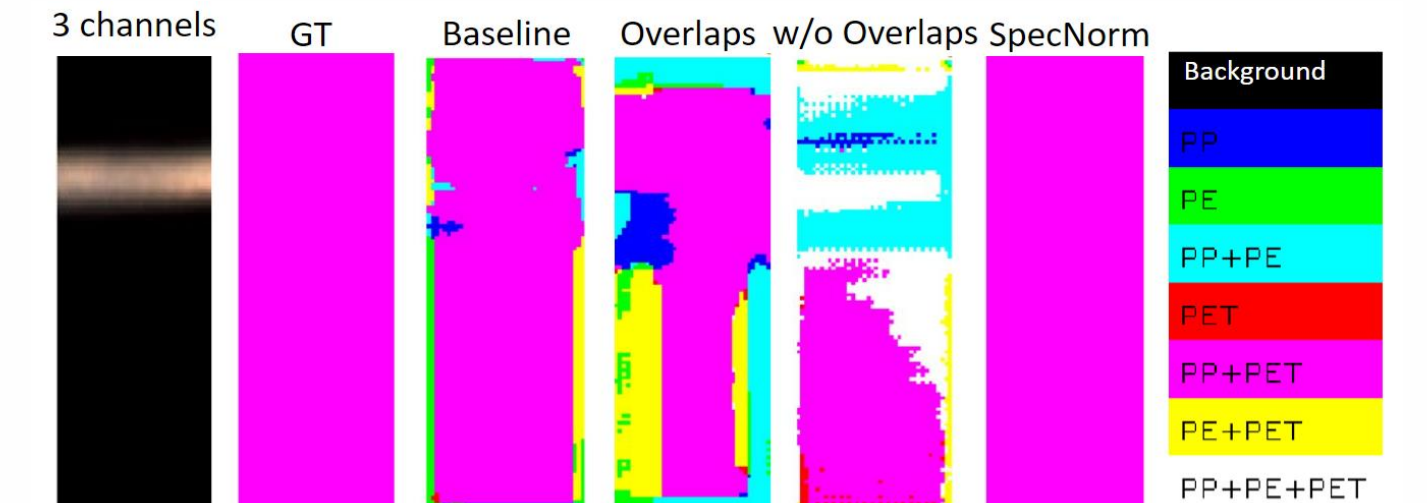 3 channels
GT
Baseline
Overlaps
w/o Overlaps
SpecNorm
Background
PP
PE
PP+PE
PET
PP+PET
PE+PET
PP+PE+PET